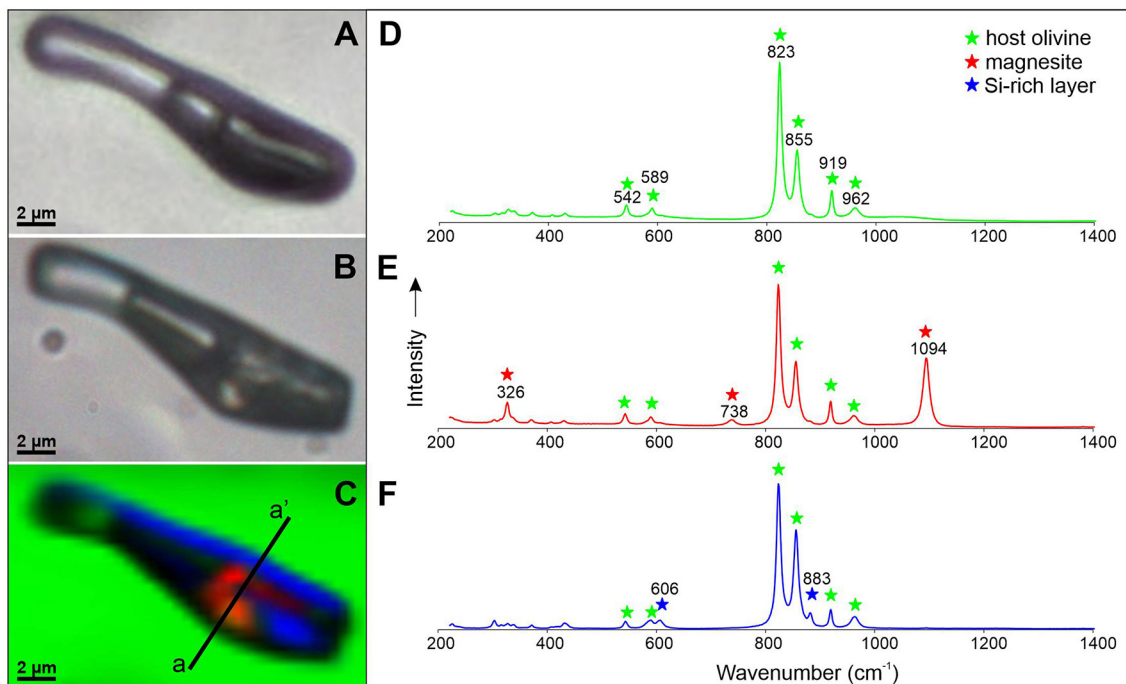 A
2 µm
B
2 µm
C
a'
a
2 µm
D
★ host olivine
★ magnesite
★ Si-rich layer
823
855
919
962
589
542
200 400 600 800 1000 1200 1400
E
Intensity →
326
738
1094
200 400 600 800 1000 1200 1400
F
606
883
200 400 600 800 1000 1200 1400
Wavenumber (cm⁻¹)